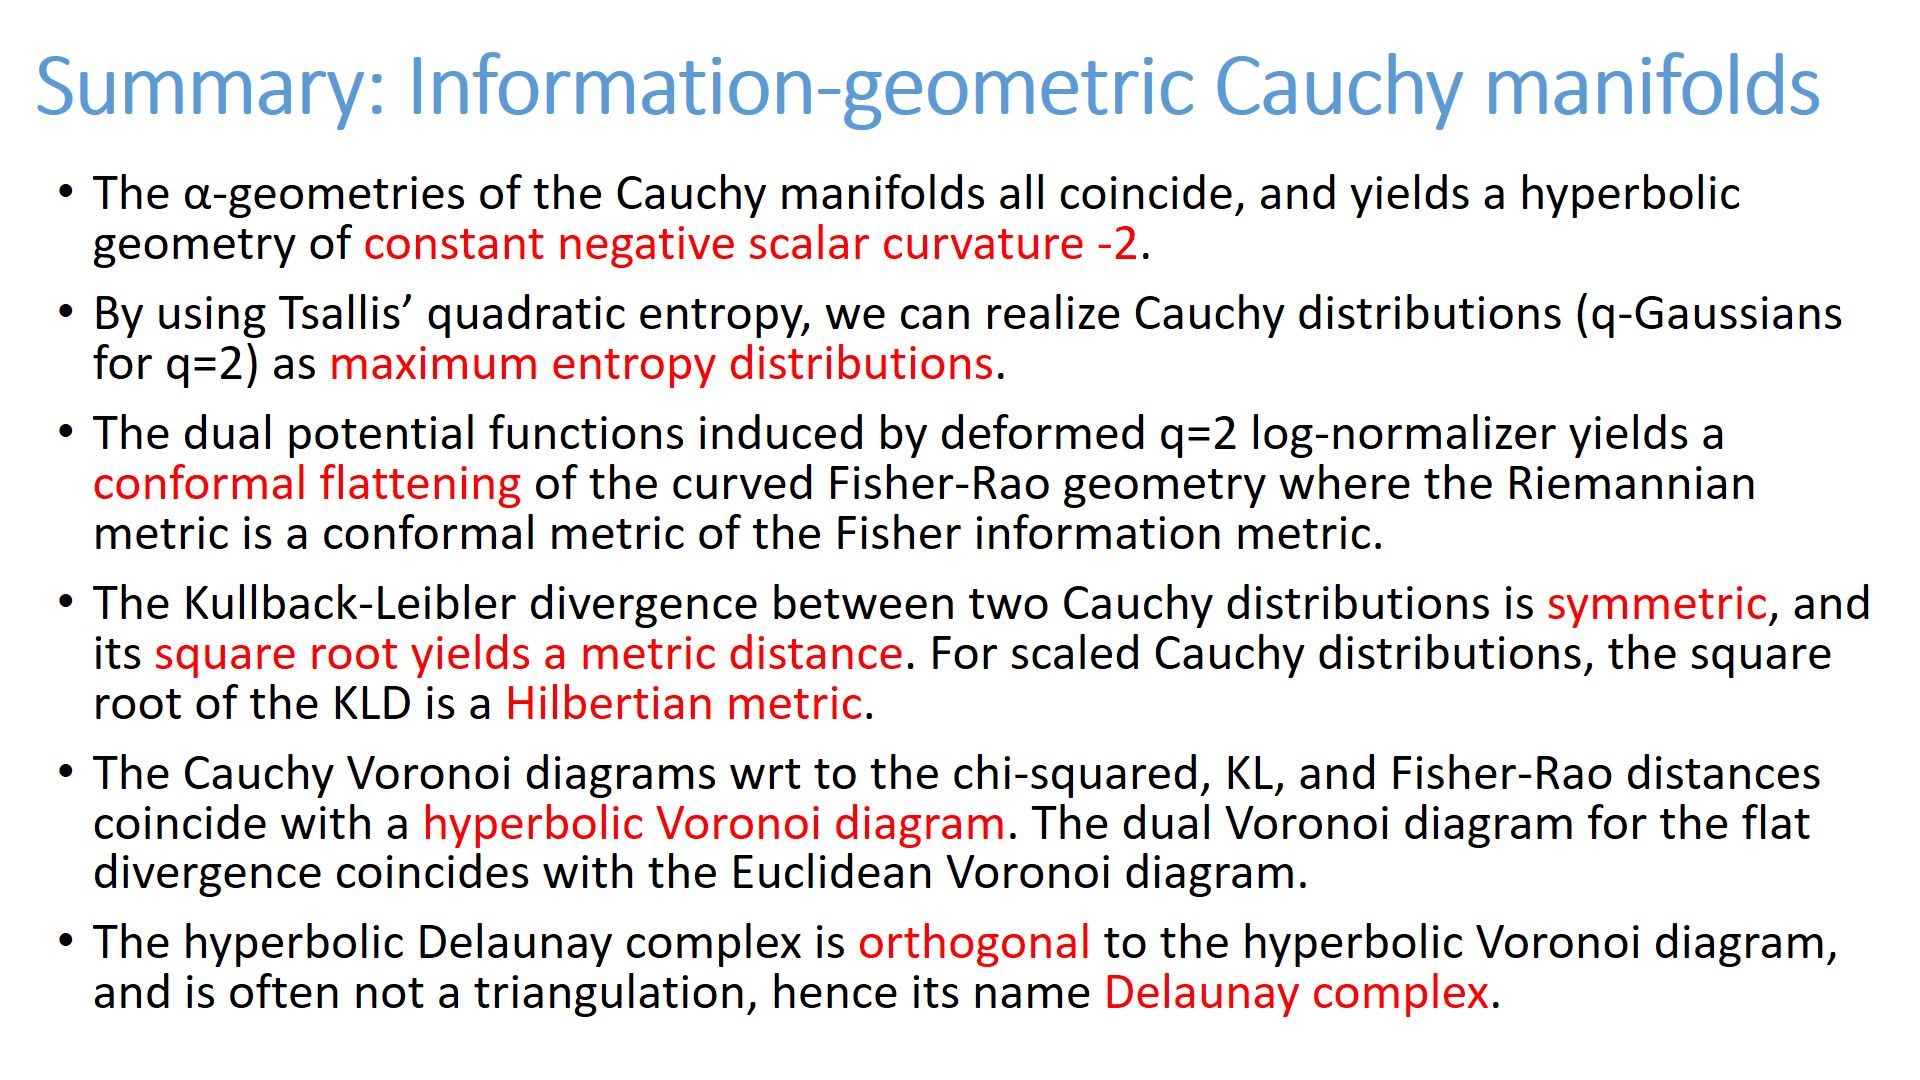 Summary: Information-geometric Cauchy manifolds
• The α-geometries of the Cauchy manifolds all coincide, and yields a hyperbolic
geometry of constant negative scalar curvature -2.
• By using Tsallis’ quadratic entropy, we can realize Cauchy distributions (q-Gaussians
for q=2) as maximum entropy distributions.
• The dual potential functions induced by deformed q=2 log-normalizer yields a
conformal flattening of the curved Fisher-Rao geometry where the Riemannian
metric is a conformal metric of the Fisher information metric.
• The Kullback-Leibler divergence between two Cauchy distributions is symmetric, and
its square root yields a metric distance. For scaled Cauchy distributions, the square
root of the KLD is a Hilbertian metric.
• The Cauchy Voronoi diagrams wrt to the chi-squared, KL, and Fisher-Rao distances
coincide with a hyperbolic Voronoi diagram. The dual Voronoi diagram for the flat
divergence coincides with the Euclidean Voronoi diagram.
• The hyperbolic Delaunay complex is orthogonal to the hyperbolic Voronoi diagram,
and is often not a triangulation, hence its name Delaunay complex.